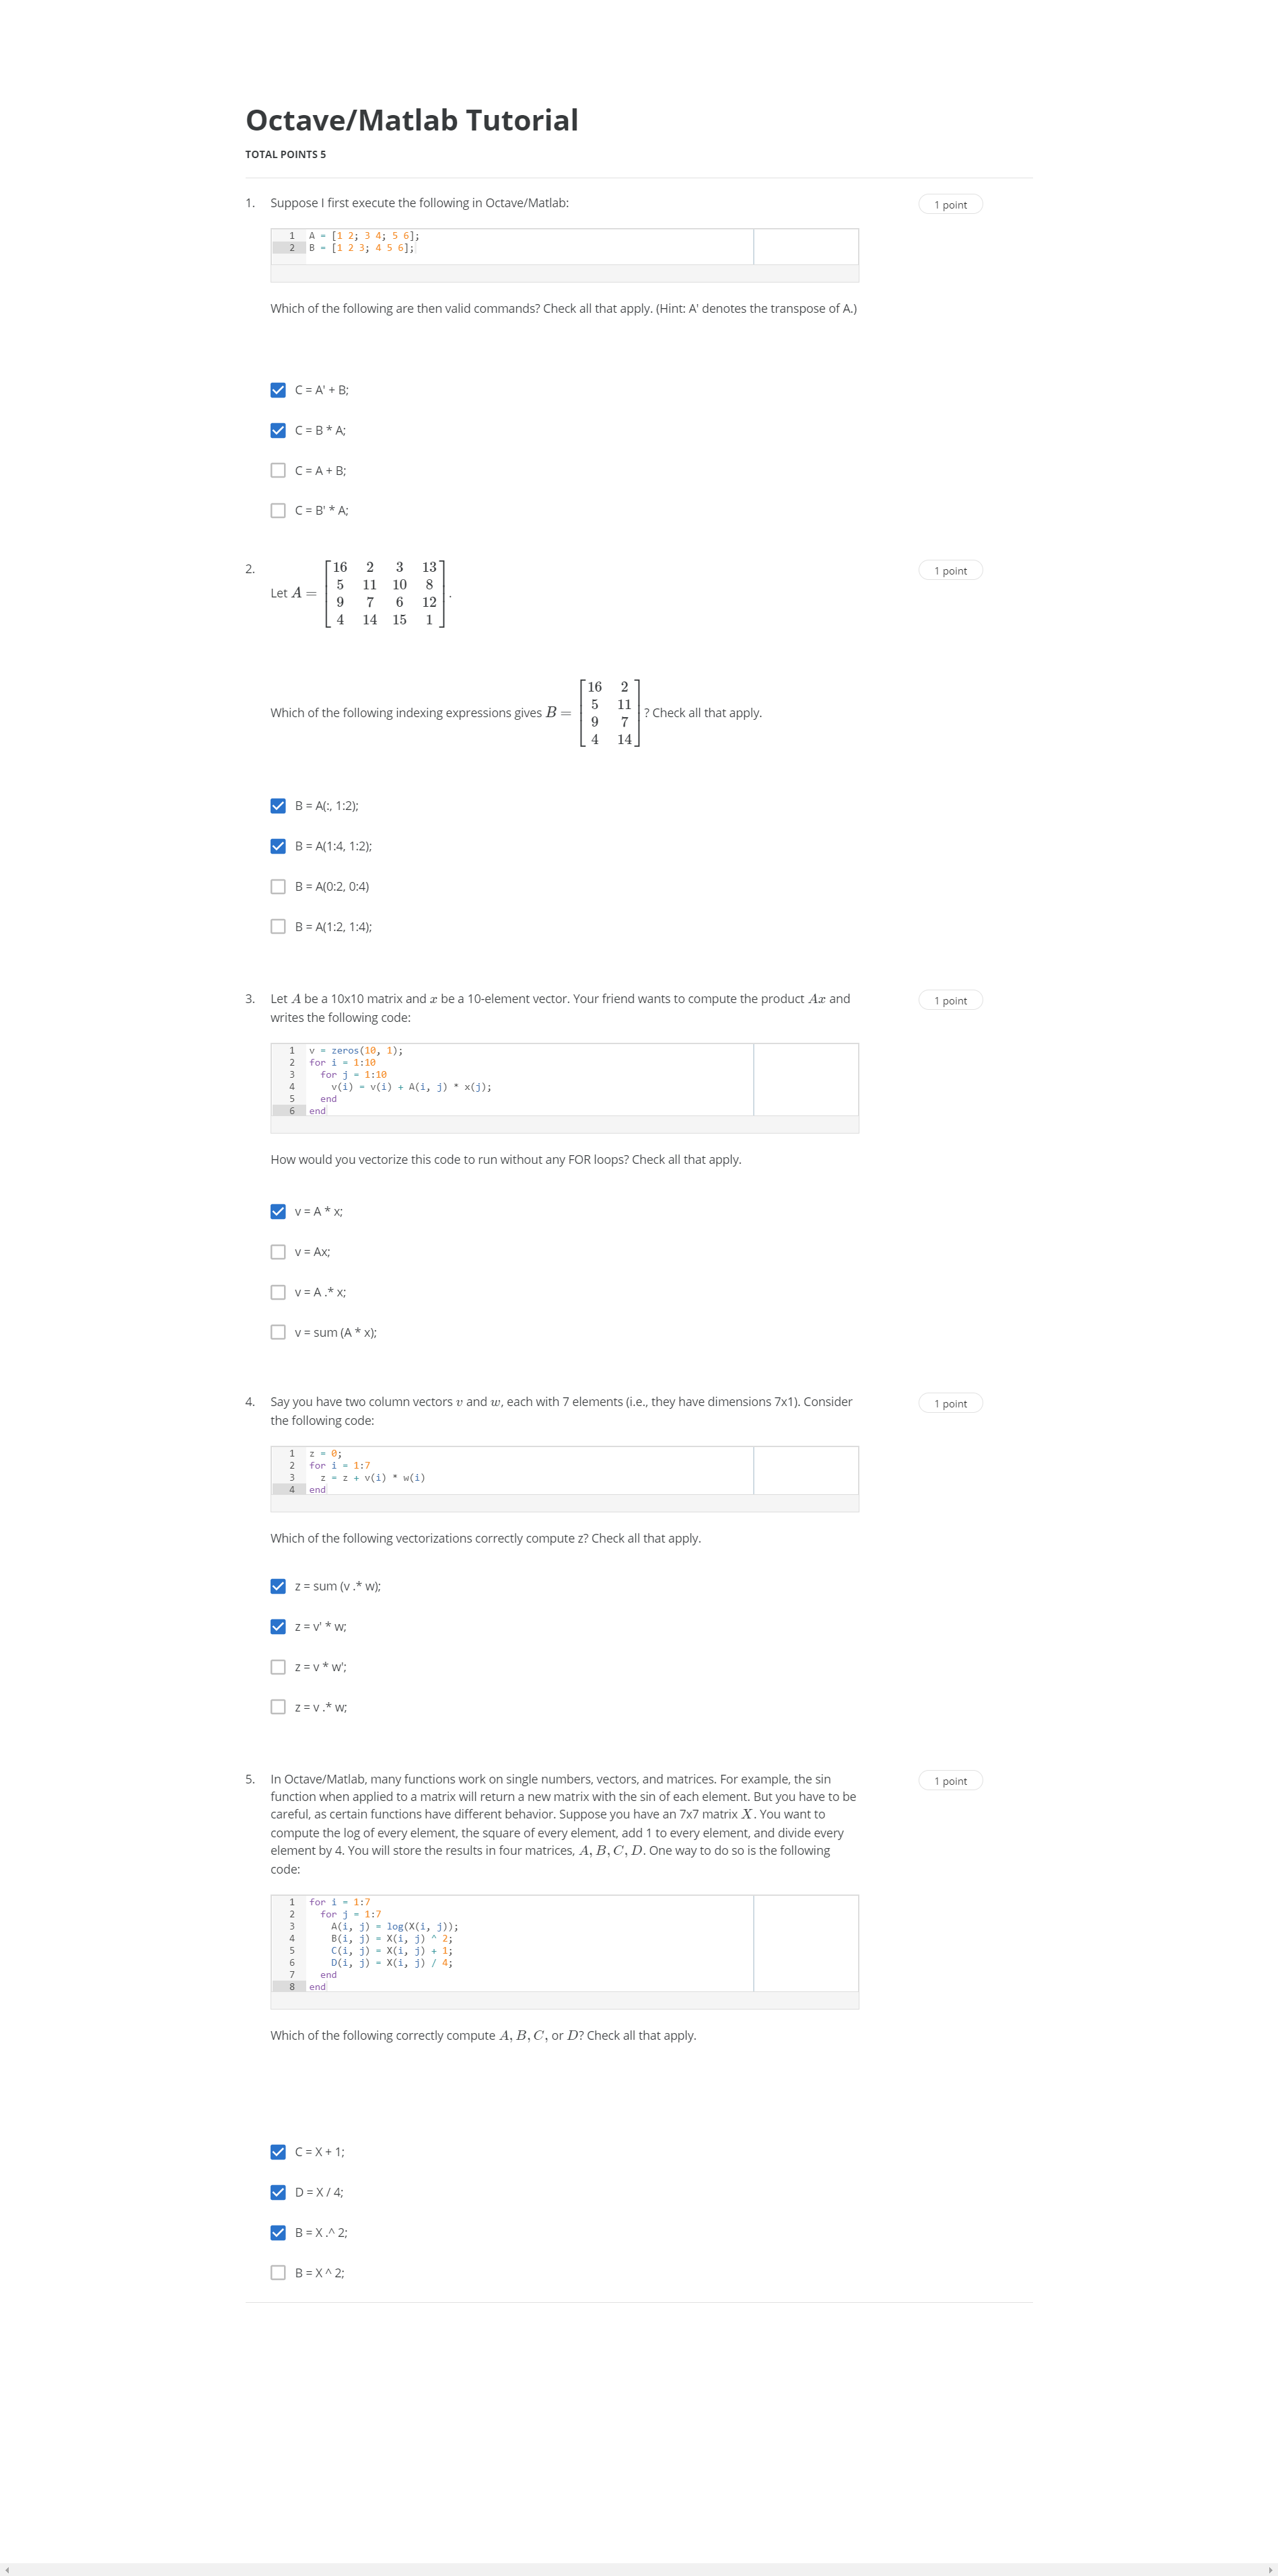 Octave/Matlab Tutorial
TOTAL POINTS 5
1. Suppose I first execute the following in Octave/Matlab:
1 point
1 A = [1 2; 3 4; 5 6];
2 B = [1 2 3; 4 5 6];
Which of the following are then valid commands? Check all that apply. (Hint: A' denotes the transpose of A.)
C = A' + B;
C = B * A;
C = A + B;
C = B' * A;
2.
1 point
16 2 3 13
5 11 10 8
Let A = .
9 7 6 12
4 14 15 1
16 2
5 11
Which of the following indexing expressions gives B = ? Check all that apply.
9 7
4 14
B = A(:, 1:2);
B = A(1:4, 1:2);
B = A(0:2, 0:4)
B = A(1:2, 1:4);
3. Let A be a 10x10 matrix and x be a 10-element vector. Your friend wants to compute the product Ax and
writes the following code:
1 point
1 v = zeros(10, 1);
2 for i = 1:10
3 for j = 1:10
4 v(i) = v(i) + A(i, j) * x(j);
5 end
6 end
How would you vectorize this code to run without any FOR loops? Check all that apply.
v = A * x;
v = Ax;
v = A .* x;
v = sum (A * x);
4. Say you have two column vectors v and w, each with 7 elements (i.e., they have dimensions 7x1). Consider
the following code:
1 point
1 z = 0;
2 for i = 1:7
3 z = z + v(i) * w(i)
4 end
Which of the following vectorizations correctly compute z? Check all that apply.
z = sum (v .* w);
z = v' * w;
z = v * w';
z = v .* w;
5. In Octave/Matlab, many functions work on single numbers, vectors, and matrices. For example, the sin
function when applied to a matrix will return a new matrix with the sin of each element. But you have to be
careful, as certain functions have different behavior. Suppose you have an 7x7 matrix X. You want to
compute the log of every element, the square of every element, add 1 to every element, and divide every
element by 4. You will store the results in four matrices, A, B, C, D. One way to do so is the following
code:
1 point
1 for i = 1:7
2 for j = 1:7
3 A(i, j) = log(X(i, j));
4 B(i, j) = X(i, j) ^ 2;
5 C(i, j) = X(i, j) + 1;
6 D(i, j) = X(i, j) / 4;
7 end
8 end
Which of the following correctly compute A, B, C, or D? Check all that apply.
C = X + 1;
D = X / 4;
B = X .^ 2;
B = X ^ 2;